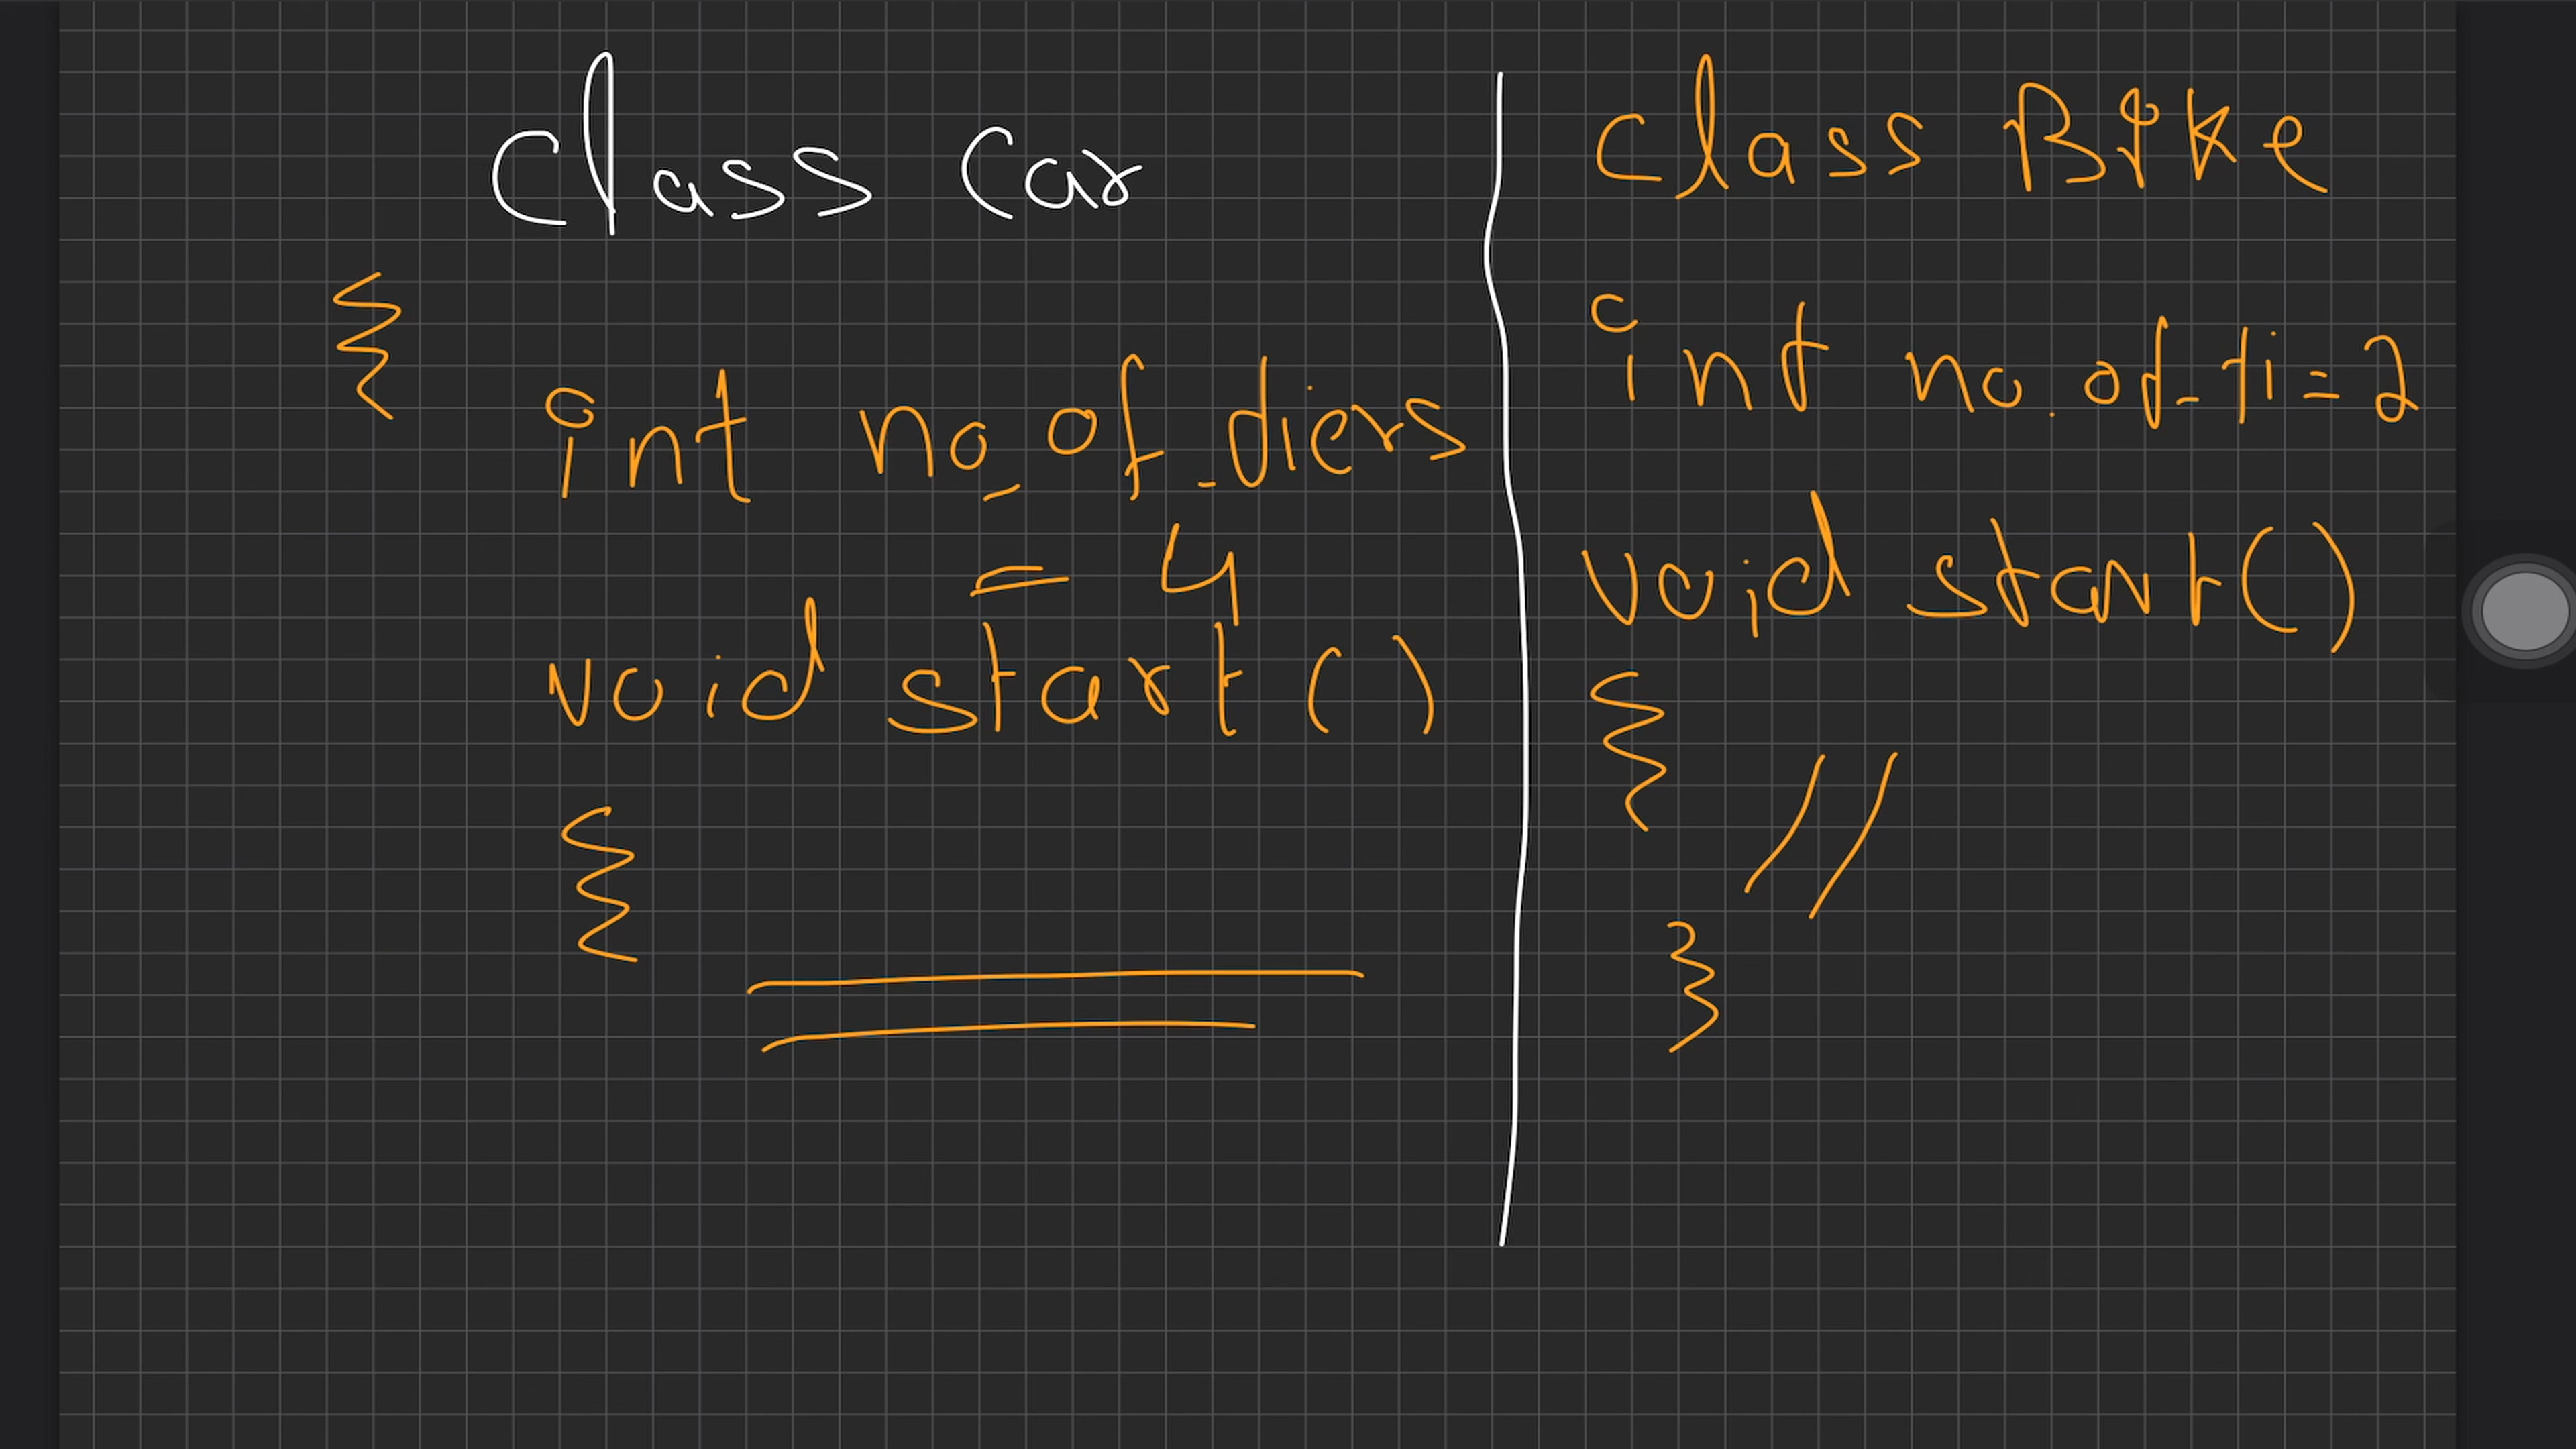 class Car
{
int no_of_diers
= 4
void start()
{
class Bike
int no.of_ti=2
void start()
{
//
}